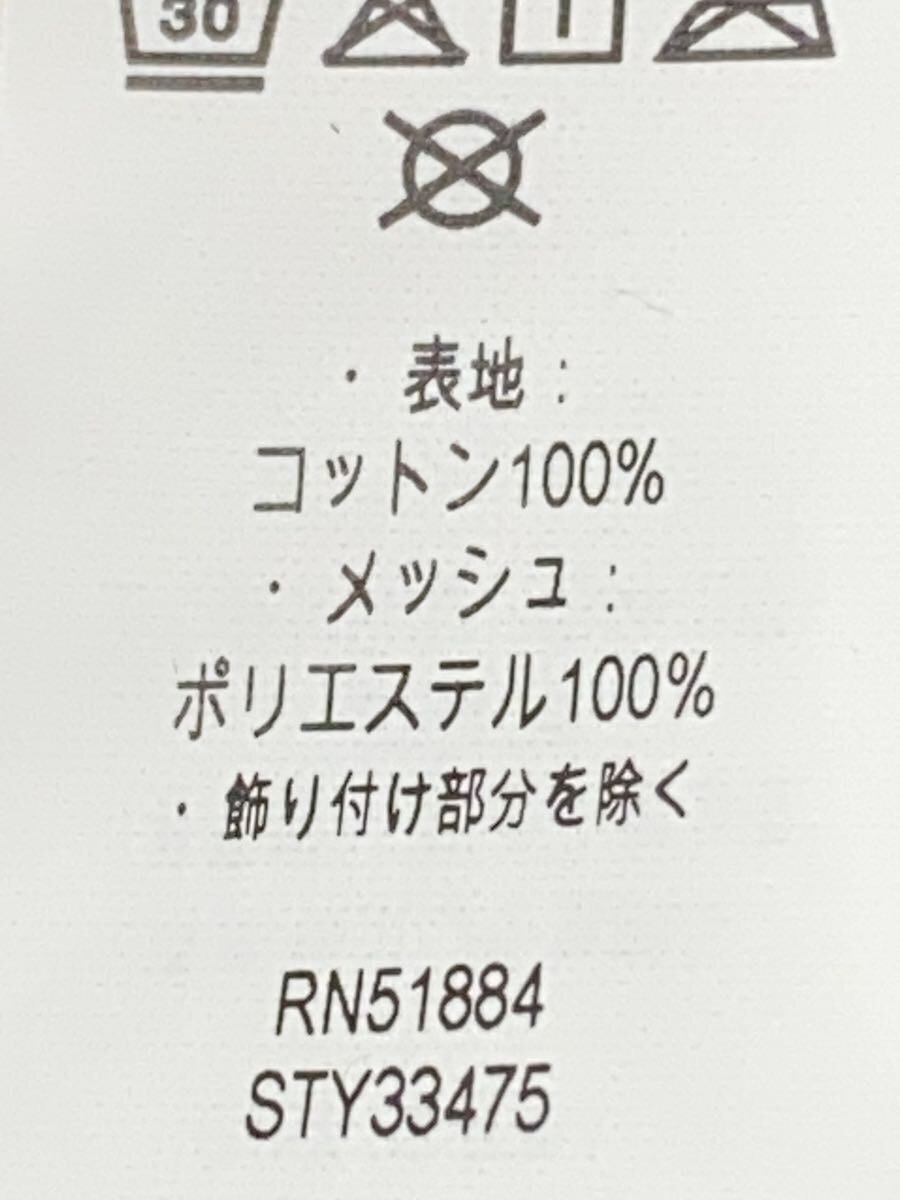 30
・表地：
コットン100%
・メッシュ：
ポリエステル100%
・飾り付け部分を除く
RN51884
STY33475